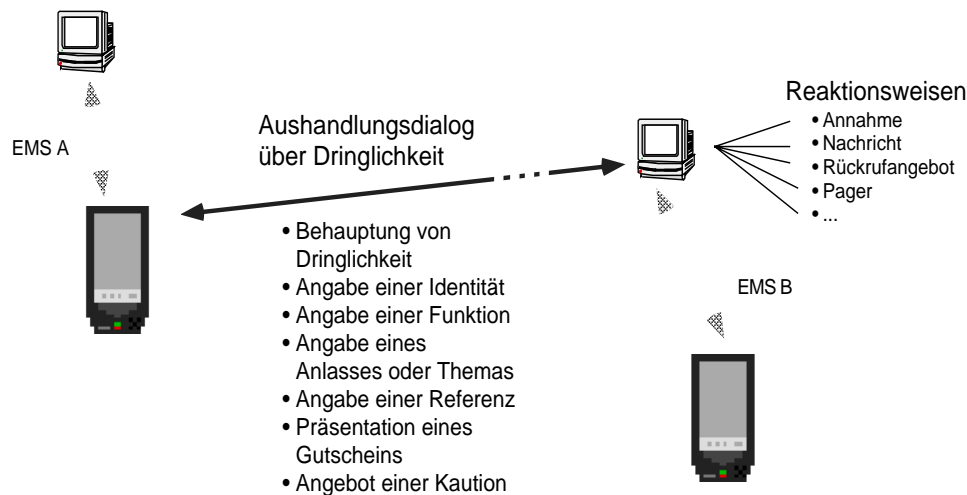 EMS A
Aushandlungsdialog
über Dringlichkeit
• Behauptung von
Dringlichkeit
• Angabe einer Identität
• Angabe einer Funktion
• Angabe eines
Anlasses oder Themas
• Angabe einer Referenz
• Präsentation eines
Gutscheins
• Angebot einer Kaution
Reaktionsweisen
• Annahme
• Nachricht
• Rückrufangebot
• Pager
• ...
EMS B